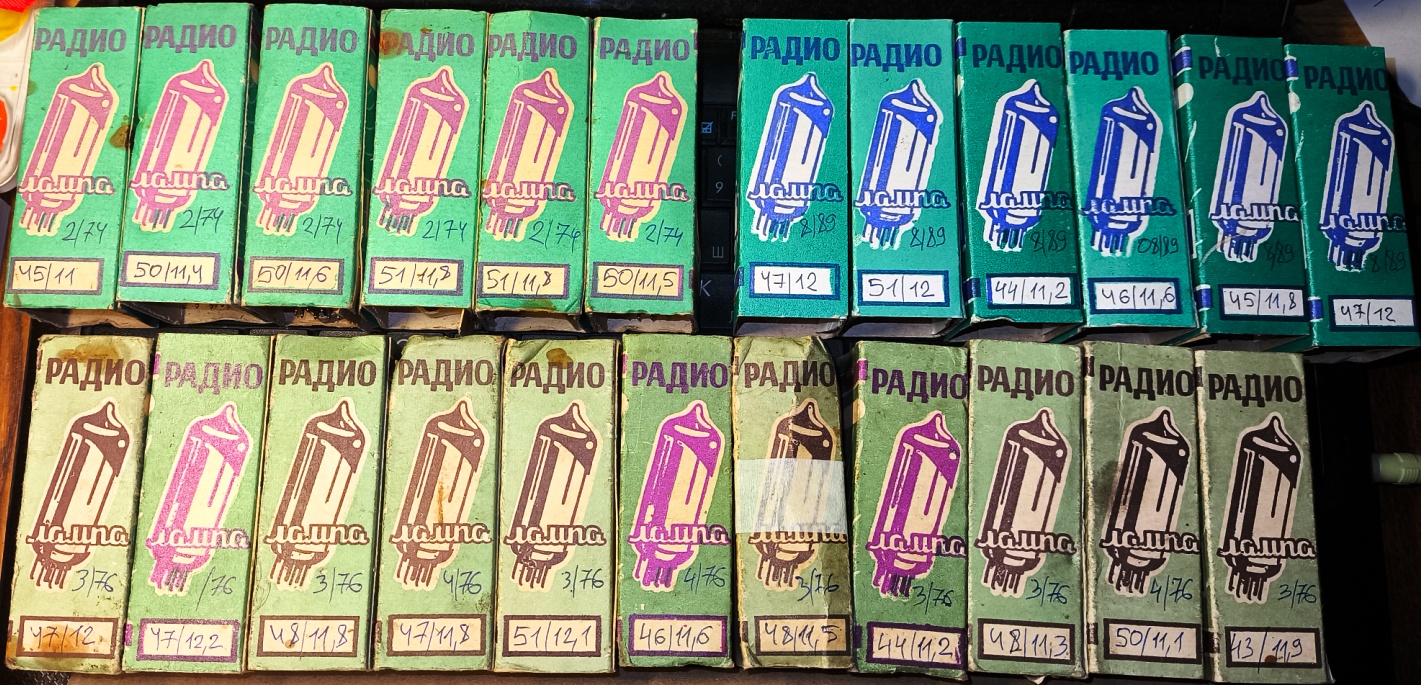 РАДИО
лампа
2/74
45/11
РАДИО
лампа
2/74
50/11,4
РАДИО
лампа
2/74
50/11,6
РАДИО
лампа
2/74
51/11,8
РАДИО
лампа
2/74
51/11,8
РАДИО
лампа
2/74
50/11,5
РАДИО
лампа
8/89
47/12
РАДИО
лампа
8/89
51/12
РАДИО
лампа
8/89
44/11,2
РАДИО
лампа
08/89
46/11,6
РАДИО
лампа
8/89
45/11,8
РАДИО
лампа
8/89
47/12
РАДИО
лампа
3/76
47/12
РАДИО
лампа
/76
47/12,2
РАДИО
лампа
3/76
48/11,8
РАДИО
лампа
4/76
47/11,8
РАДИО
лампа
3/76
51/12,1
РАДИО
лампа
4/76
46/11,6
РАДИО
лампа
3/76
48/11,5
РАДИО
лампа
3/76
44/11,2
РАДИО
лампа
3/76
48/11,3
РАДИО
лампа
4/76
50/11,1
РАДИО
лампа
3/76
43/11,9
9
Ш
К